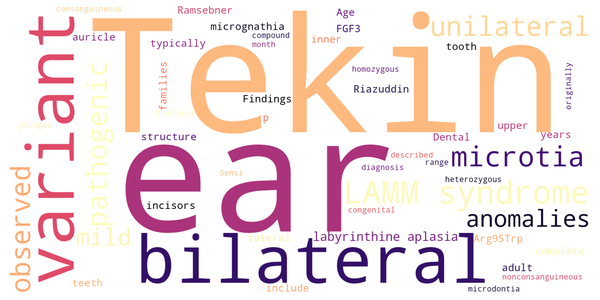 consanguineous
Ramsebner
Age
unilateral
micrognathia
compound
FGF3
auricle
typically
inner
tooth
month
Tekin
variant
families
homozygous
originally
Riazuddin
Findings
pathogenic
p
upper
years
structure
Dental
ear
described
microtia
diagnosis
range
Sensi
heterozygous
LAMM syndrome
observed
incisors
congenital
anomalies
mild
lateral
labyrinthine aplasia
Arg95Trp
bilateral
complete
adult
teeth
include
nonconsanguineous
microdontia